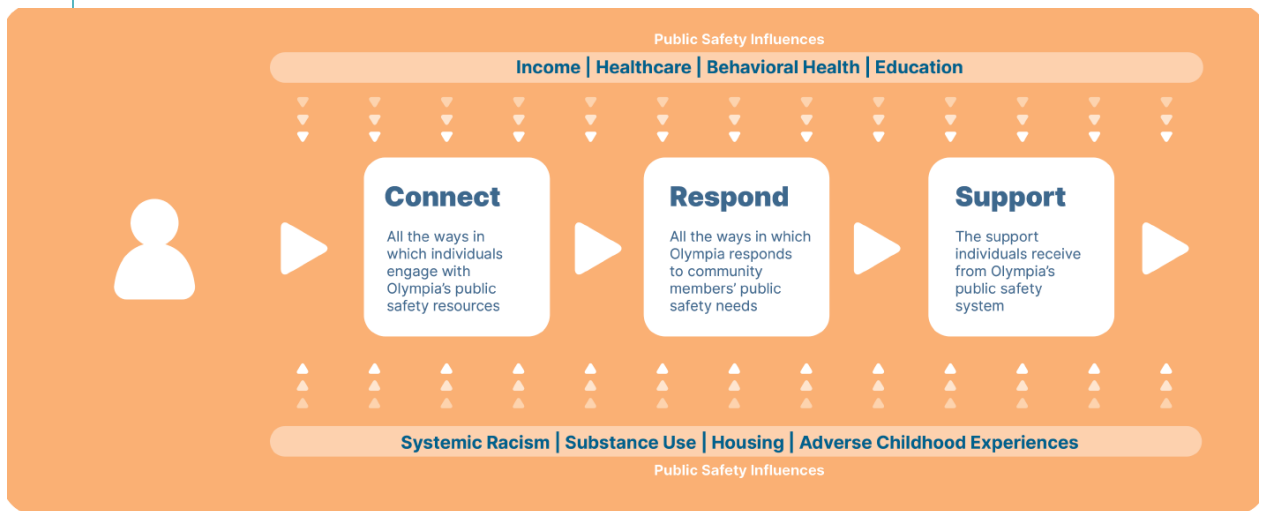 Public Safety Influences
Income | Healthcare | Behavioral Health | Education
Connect
All the ways in
which individuals
engage with
Olympia's public
safety resources
Respond
All the ways in which
Olympia responds
to community
members' public
safety needs
Support
The support
individuals receive
from Olympia's
public safety
system
Systemic Racism | Substance Use | Housing | Adverse Childhood Experiences
Public Safety Influences